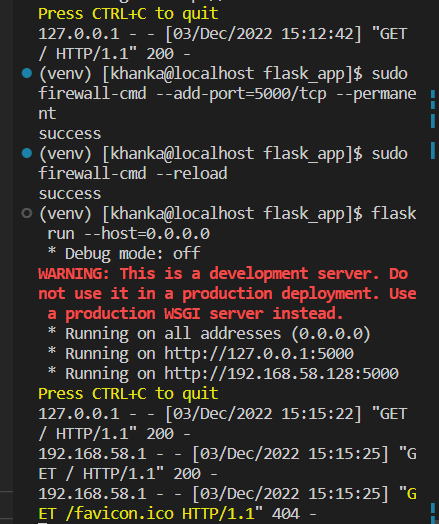 Press CTRL+C to quit
127.0.0.1 - - [03/Dec/2022 15:12:42] "GET
/ HTTP/1.1" 200 -
(venv) [khanka@localhost flask_app]$ sudo
firewall-cmd --add-port=5000/tcp --permane
nt
success
(venv) [khanka@localhost flask_app]$ sudo
firewall-cmd --reload
success
(venv) [khanka@localhost flask_app]$ flask
run --host=0.0.0.0
* Debug mode: off
WARNING: This is a development server. Do
not use it in a production deployment. Use
a production WSGI server instead.
* Running on all addresses (0.0.0.0)
* Running on http://127.0.0.1:5000
* Running on http://192.168.58.128:5000
Press CTRL+C to quit
127.0.0.1 - - [03/Dec/2022 15:15:22] "GET
/ HTTP/1.1" 200 -
192.168.58.1 - - [03/Dec/2022 15:15:25] "G
ET / HTTP/1.1" 200 -
192.168.58.1 - - [03/Dec/2022 15:15:25] "G
ET /favicon.ico HTTP/1.1" 404 -